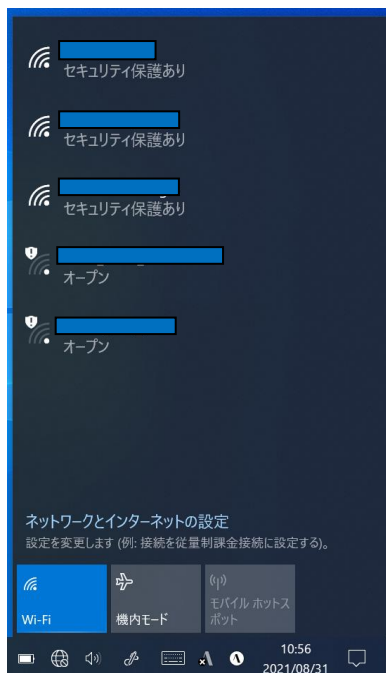 セキュリティ保護あり
セキュリティ保護あり
セキュリティ保護あり
オープン
オープン
ネットワークとインターネットの設定
設定を変更します (例: 接続を従量制課金接続に設定する)。
Wi-Fi
機内モード
モバイル ホットス
ポット
A
10:56
2021/08/31